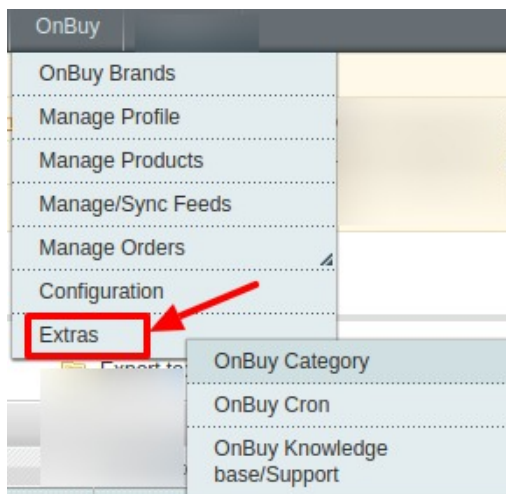 OnBuy
OnBuy Brands
Manage Profile
Manage Products
Manage/Sync Feeds
Manage Orders
Configuration
Extras
OnBuy Category
OnBuy Cron
OnBuy Knowledge
base/Support